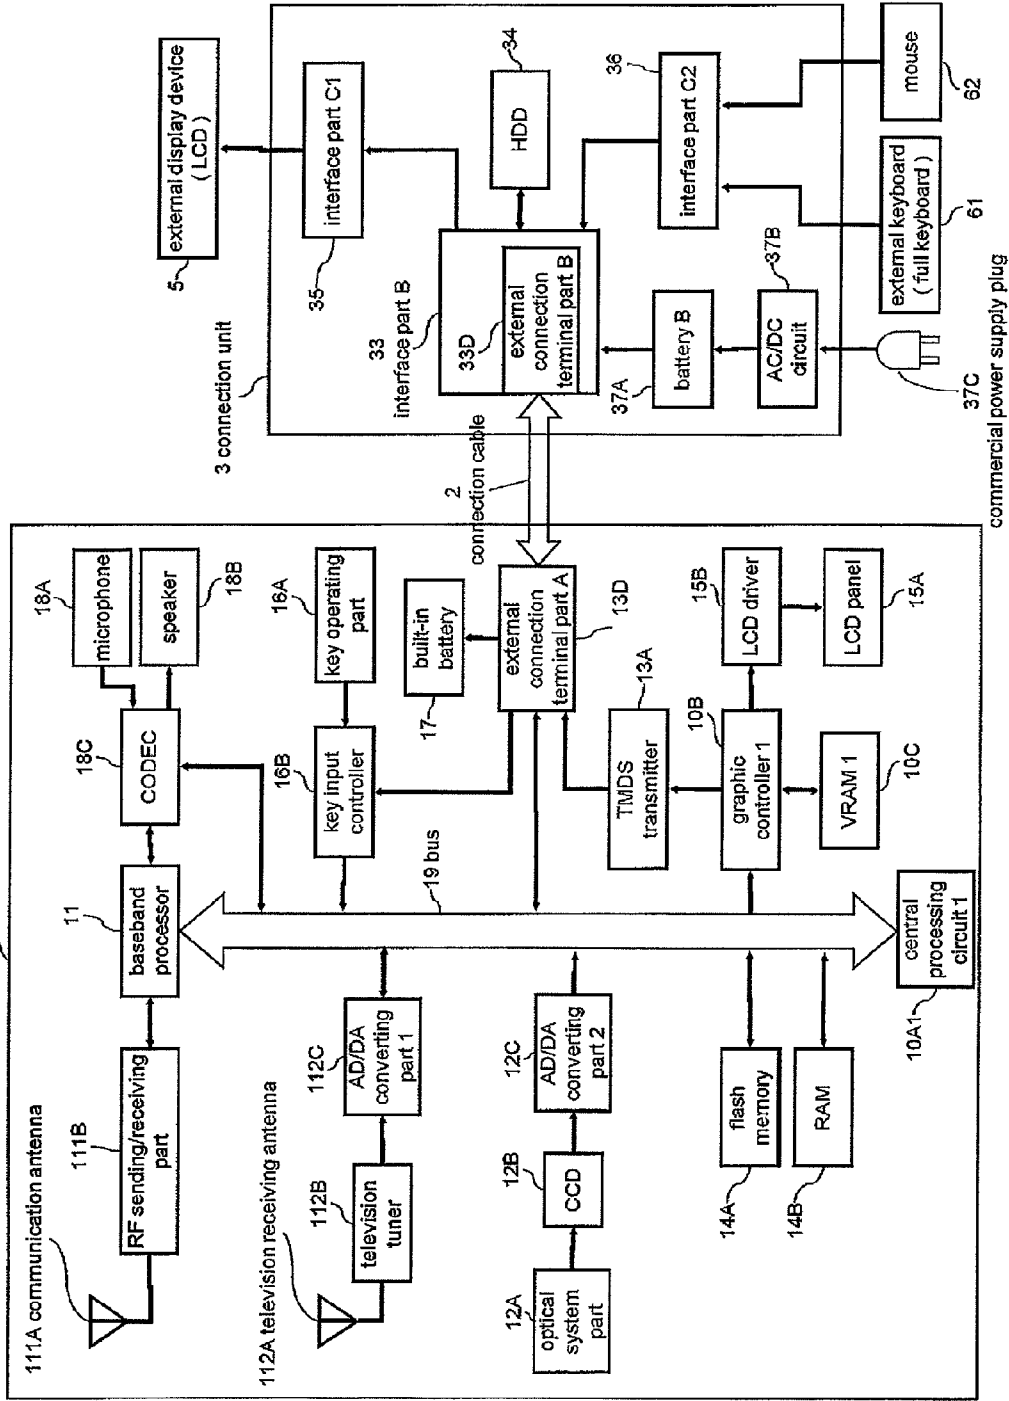 111A communication antenna
111B
RF sending/receiving
part
11
baseband
processor
18C
CODEC
18A
microphone
speaker
18B
112A television receiving antenna
112B
television
tuner
112C
AD/DA
converting
part 1
16B
key input
controller
16A
key operating
part
19 bus
17
built-in
battery
12A
optical
system
part
12B
CCD
12C
AD/DA
converting
part 2
external
connection
terminal part A
13D
13A
TMDS
transmitter
14A
flash
memory
14B
RAM
10B
graphic
controller 1
15B
LCD driver
VRAM 1
10C
LCD panel
15A
10A1
central
processing
circuit 1
2
connection cable
3 connection unit
5
external display device
( LCD )
35
interface part C1
33
interface part B
33D
external
connection
terminal part B
34
HDD
37A
battery B
36
interface part C2
37B
AC/DC
circuit
37C
commercial power supply plug
external keyboard
( full keyboard )
61
mouse
62